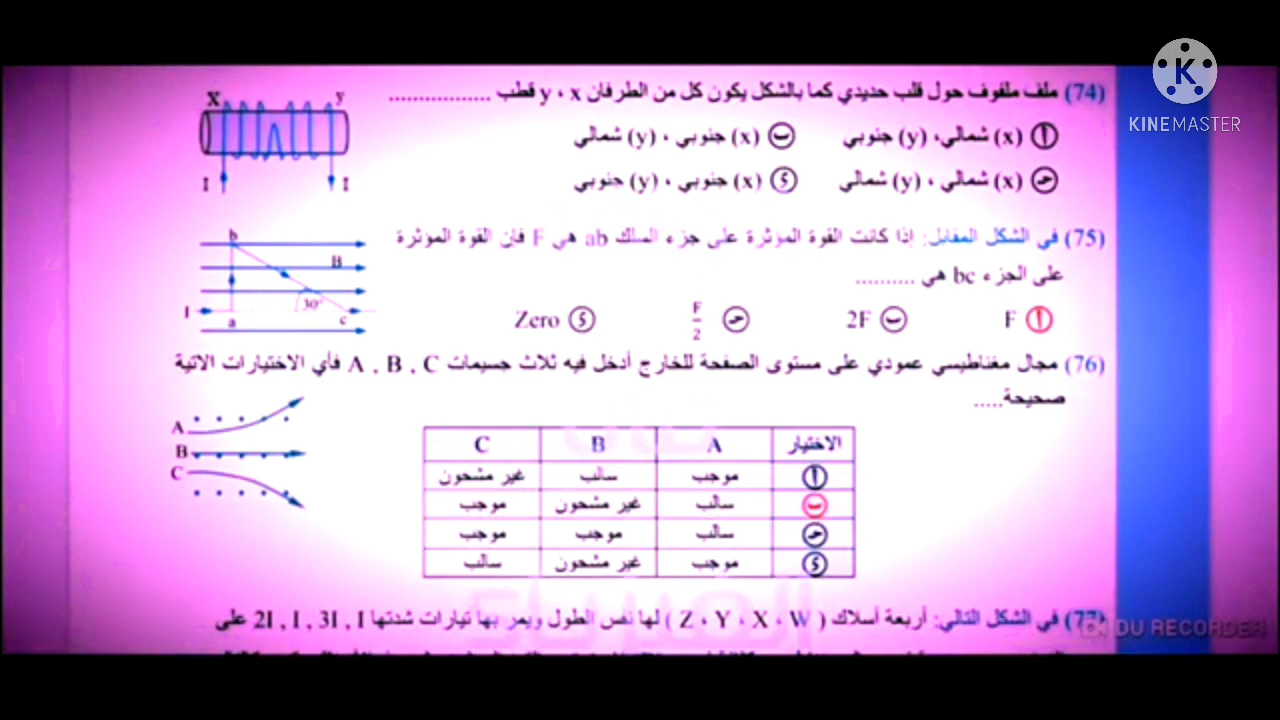 KINEMASTER
(74) ملف ملفوف حول قلب حديدي كما بالشكل يكون كل من الطرفان y ، x قطب ................
أ (x) شمالي، (y) جنوبي ب (x) جنوبي ، (y) شمالي
ج (x) شمالي ، (y) شمالي د (x) جنوبي ، (y) جنوبي
X y
I I
(75) في الشكل المقابل: إذا كانت القوة المؤثرة على جزء السلك ab هي F فإن القوة المؤثرة
على الجزء bc هي ..........
أ F ب 2F ج F/2 د Zero
b
B
30°
I a c
(76) مجال مغناطيسي عمودي على مستوى الصفحة للخارج أدخل فيه ثلاث جسيمات A , B , C فأي الاختيارات الاتية
صحيحة.....
A
B
C
الاختيار A B C
أ موجب سالب غير مشحون
ب سالب غير مشحون موجب
ج سالب موجب موجب
د موجب غير مشحون سالب
(77) في الشكل التالي: أربعة أسلاك ( Z ، Y ، X ، W ) لها نفس الطول ويمر بها تيارات شدتها 2I , I , 3I , I على
DU RECORDER